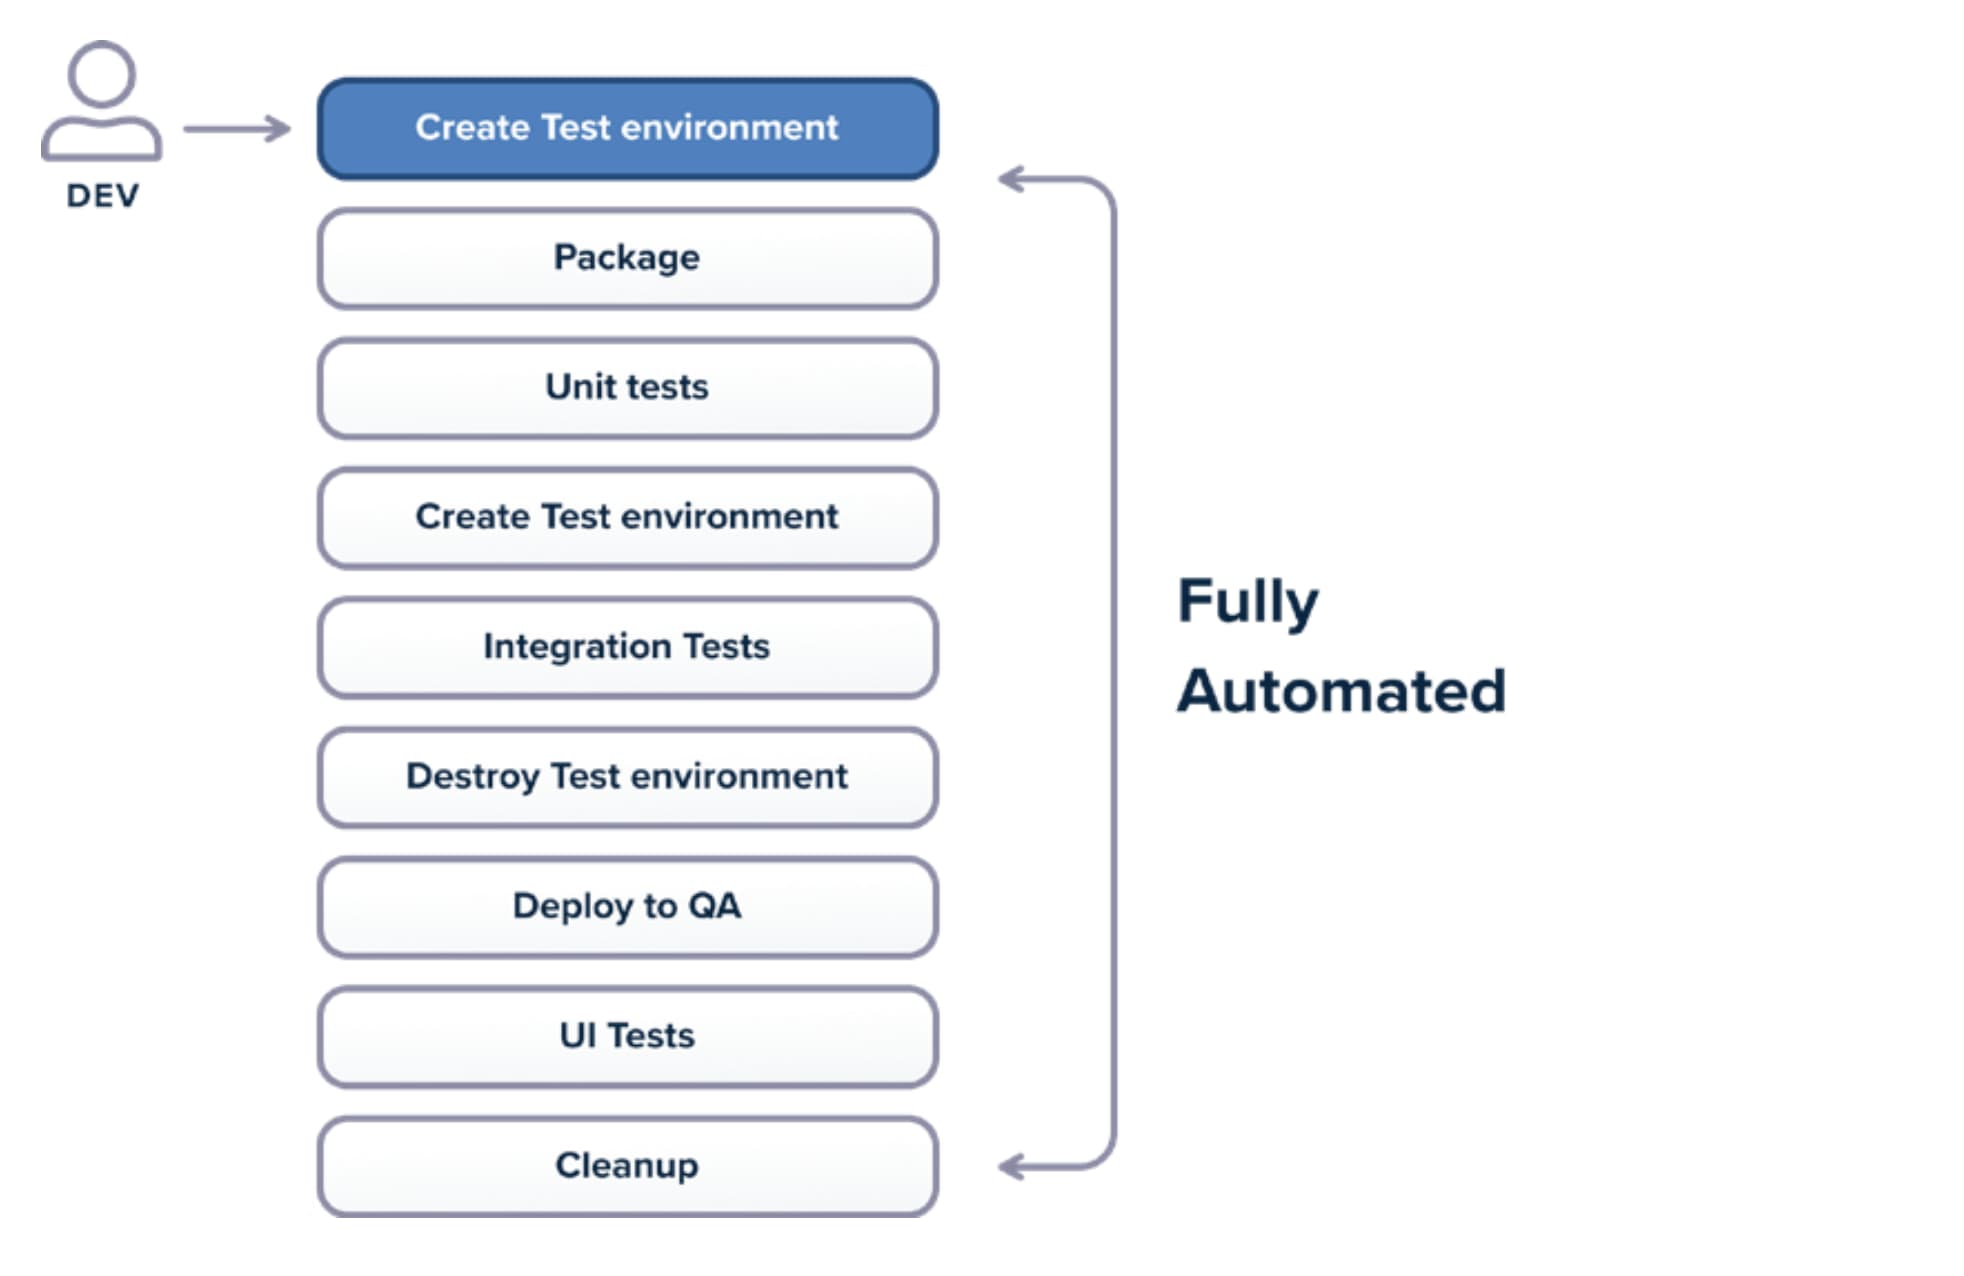 DEV
Create Test environment
Package
Unit tests
Create Test environment
Integration Tests
Destroy Test environment
Deploy to QA
UI Tests
Cleanup
Fully
Automated